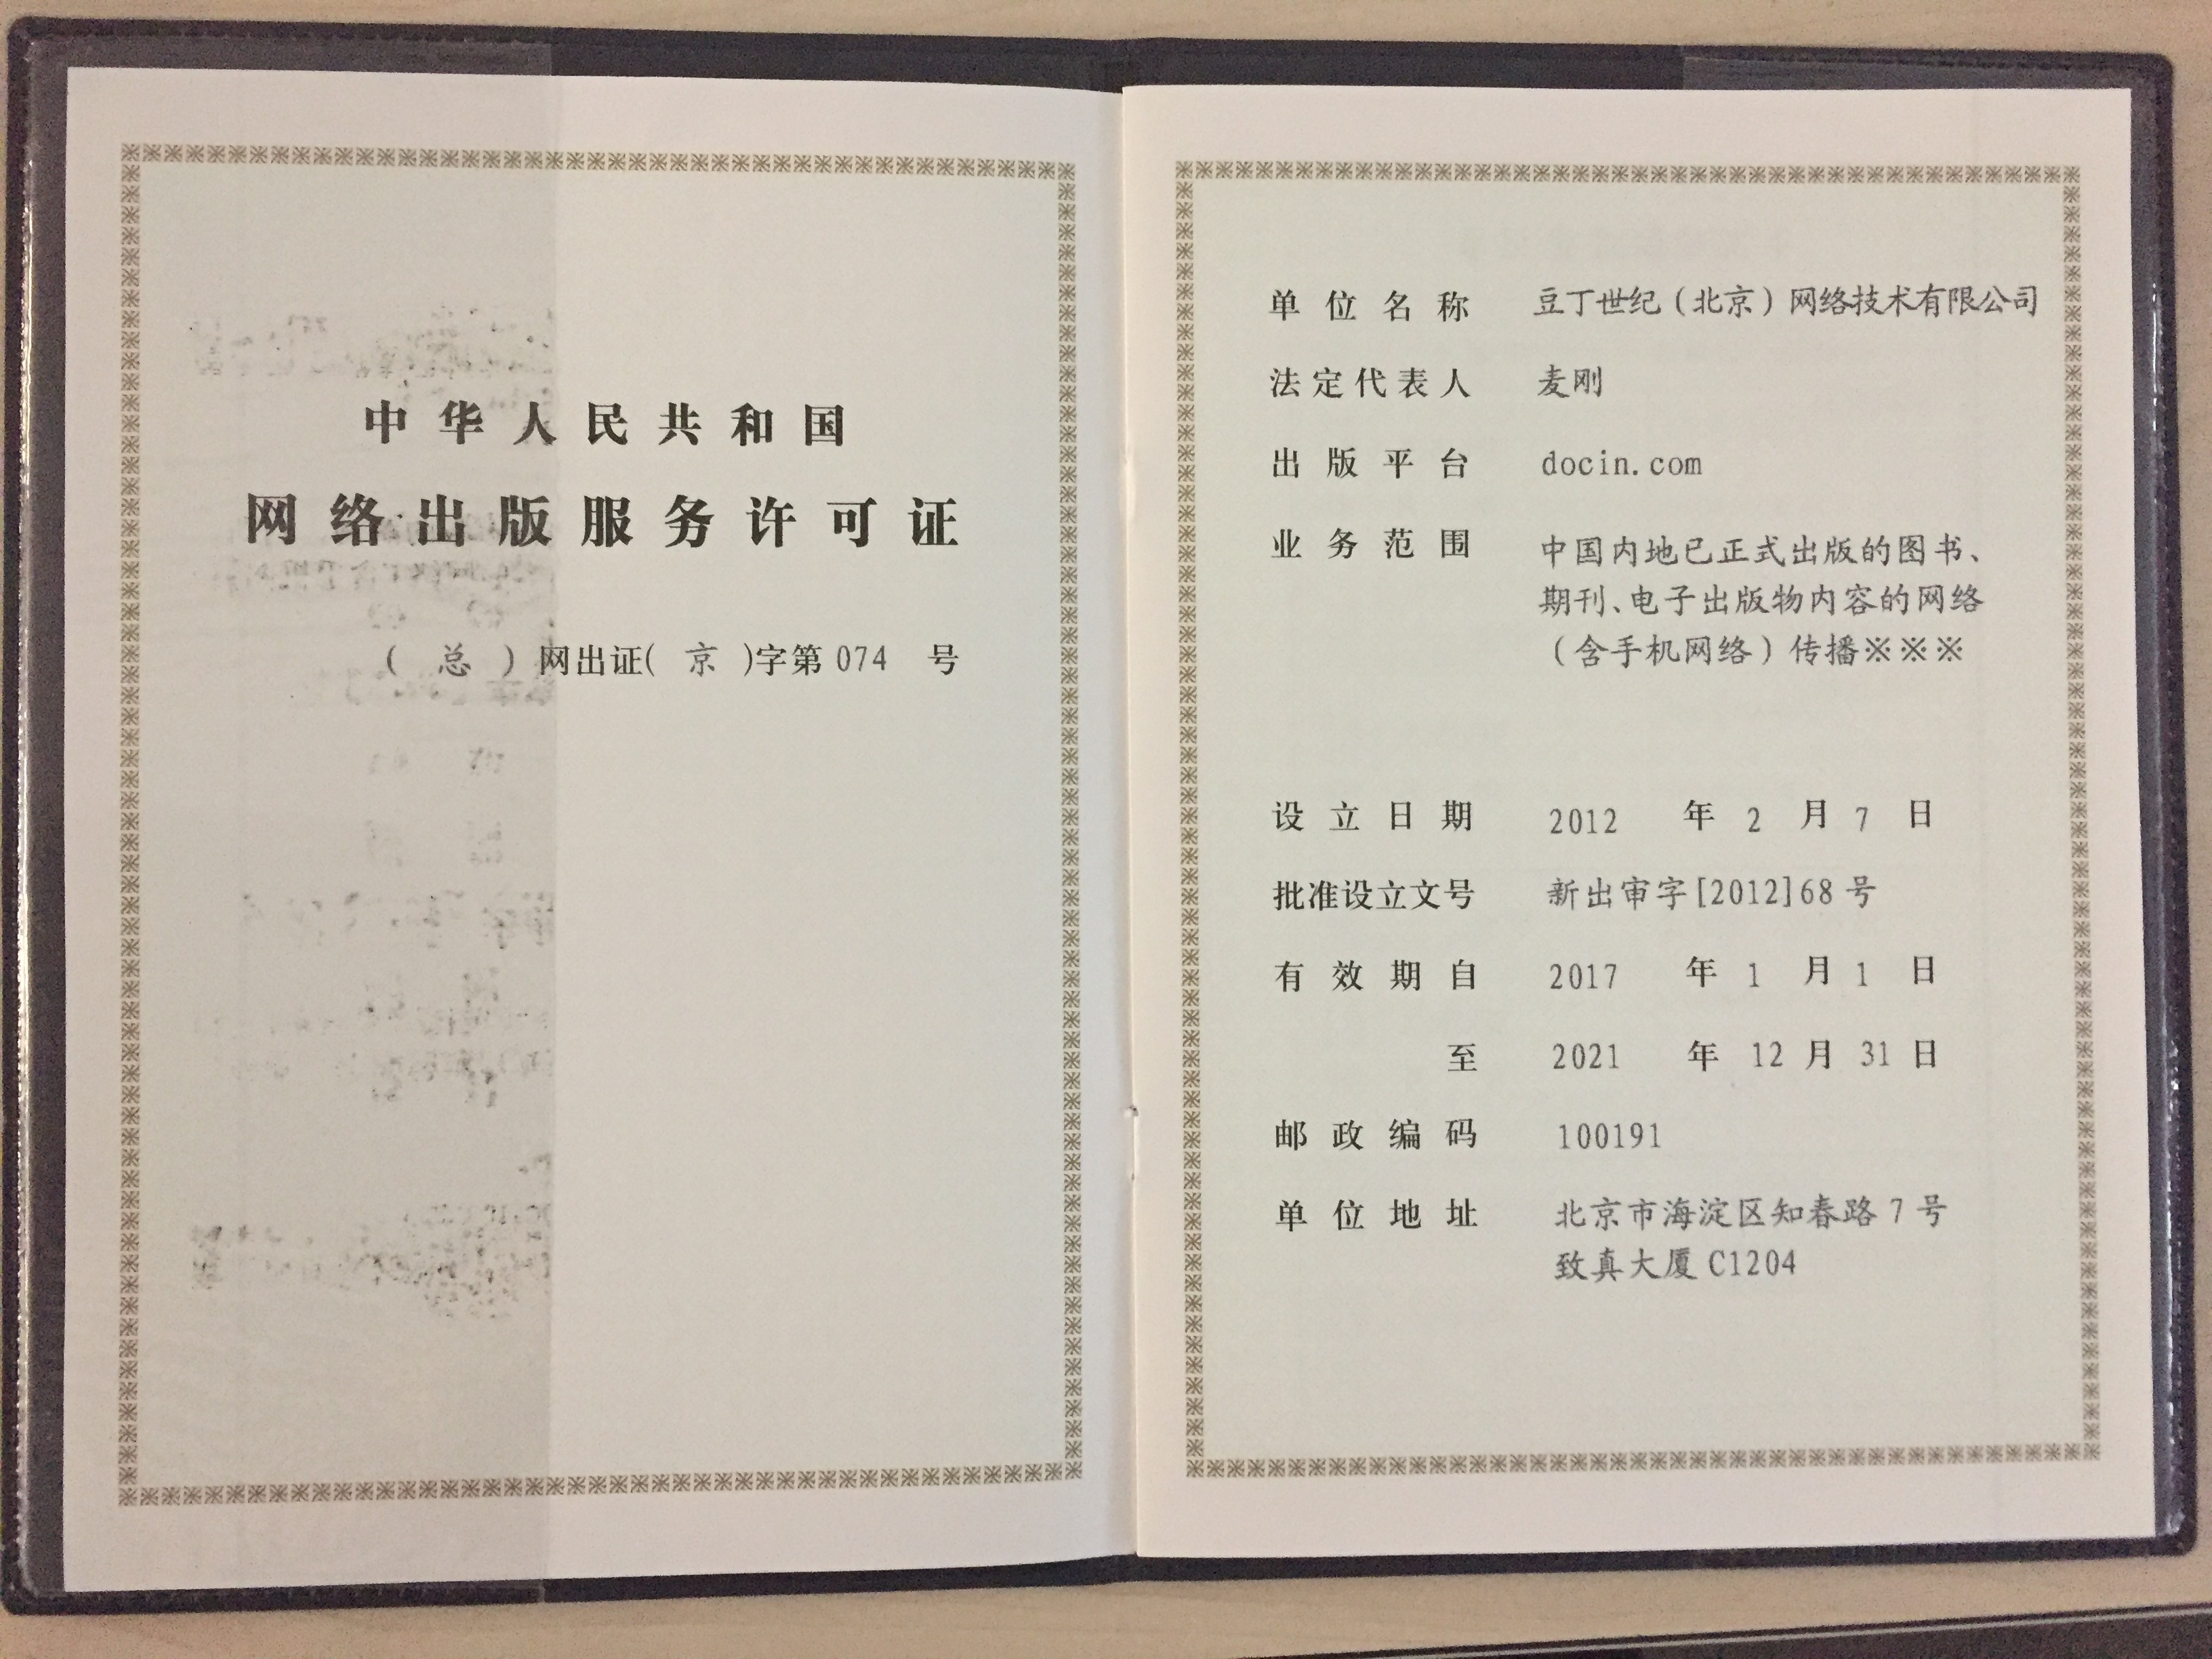 中华人民共和国
网络出版服务许可证
（总）网出证（京）字第074号
单位名称 豆丁世纪（北京）网络技术有限公司
法定代表人 麦刚
出版平台 docin.com
业务范围 中国内地已正式出版的图书、
期刊、电子出版物内容的网络
（含手机网络）传播※※※
设立日期 2012 年 2 月 7 日
批准设立文号 新出审字[2012]68号
有效期自 2017 年 1 月 1 日
至 2021 年 12 月 31 日
邮政编码 100191
单位地址 北京市海淀区知春路7号
致真大厦C1204